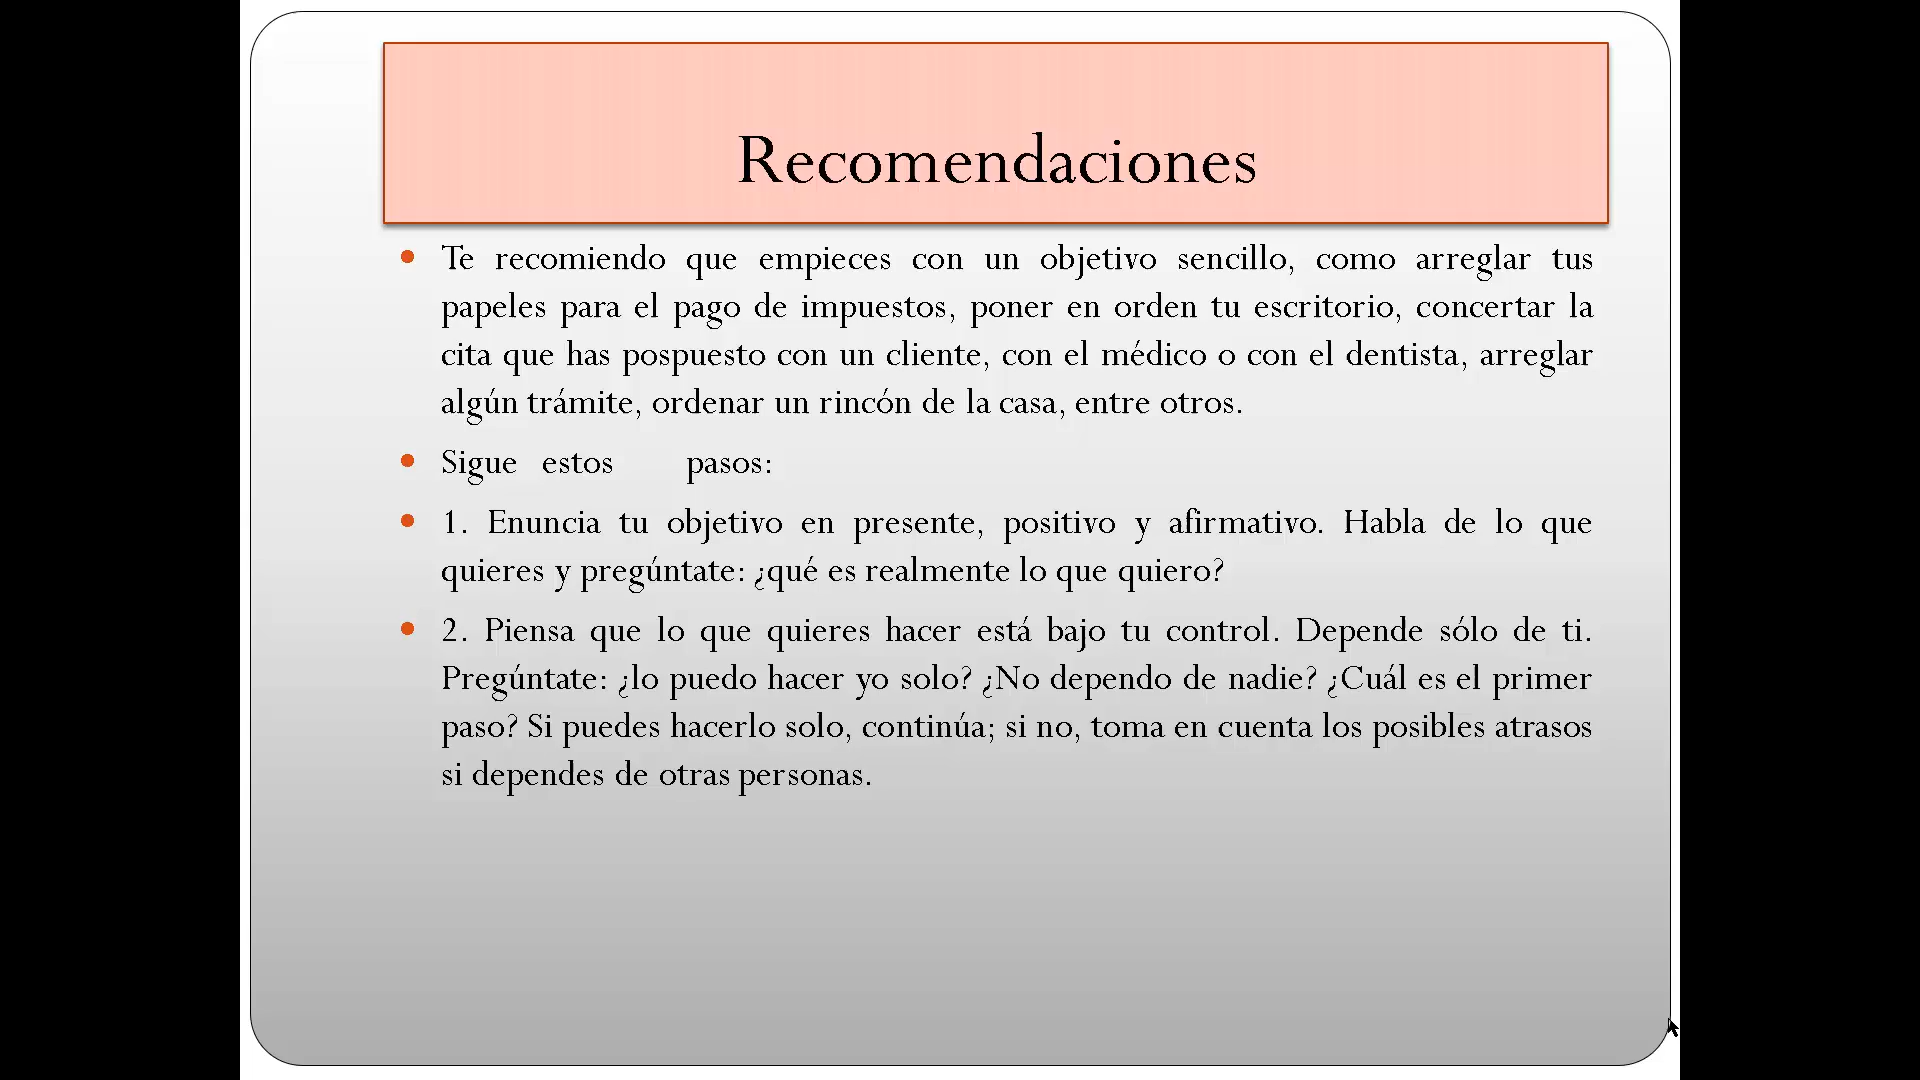 Recomendaciones
• Te recomiendo que empieces con un objetivo sencillo, como arreglar tus
papeles para el pago de impuestos, poner en orden tu escritorio, concertar la
cita que has pospuesto con un cliente, con el médico o con el dentista, arreglar
algún trámite, ordenar un rincón de la casa, entre otros.
• Sigue estos pasos:
• 1. Enuncia tu objetivo en presente, positivo y afirmativo. Habla de lo que
quieres y pregúntate: ¿qué es realmente lo que quiero?
• 2. Piensa que lo que quieres hacer está bajo tu control. Depende sólo de ti.
Pregúntate: ¿lo puedo hacer yo solo? ¿No dependo de nadie? ¿Cuál es el primer
paso? Si puedes hacerlo solo, continúa; si no, toma en cuenta los posibles atrasos
si dependes de otras personas.